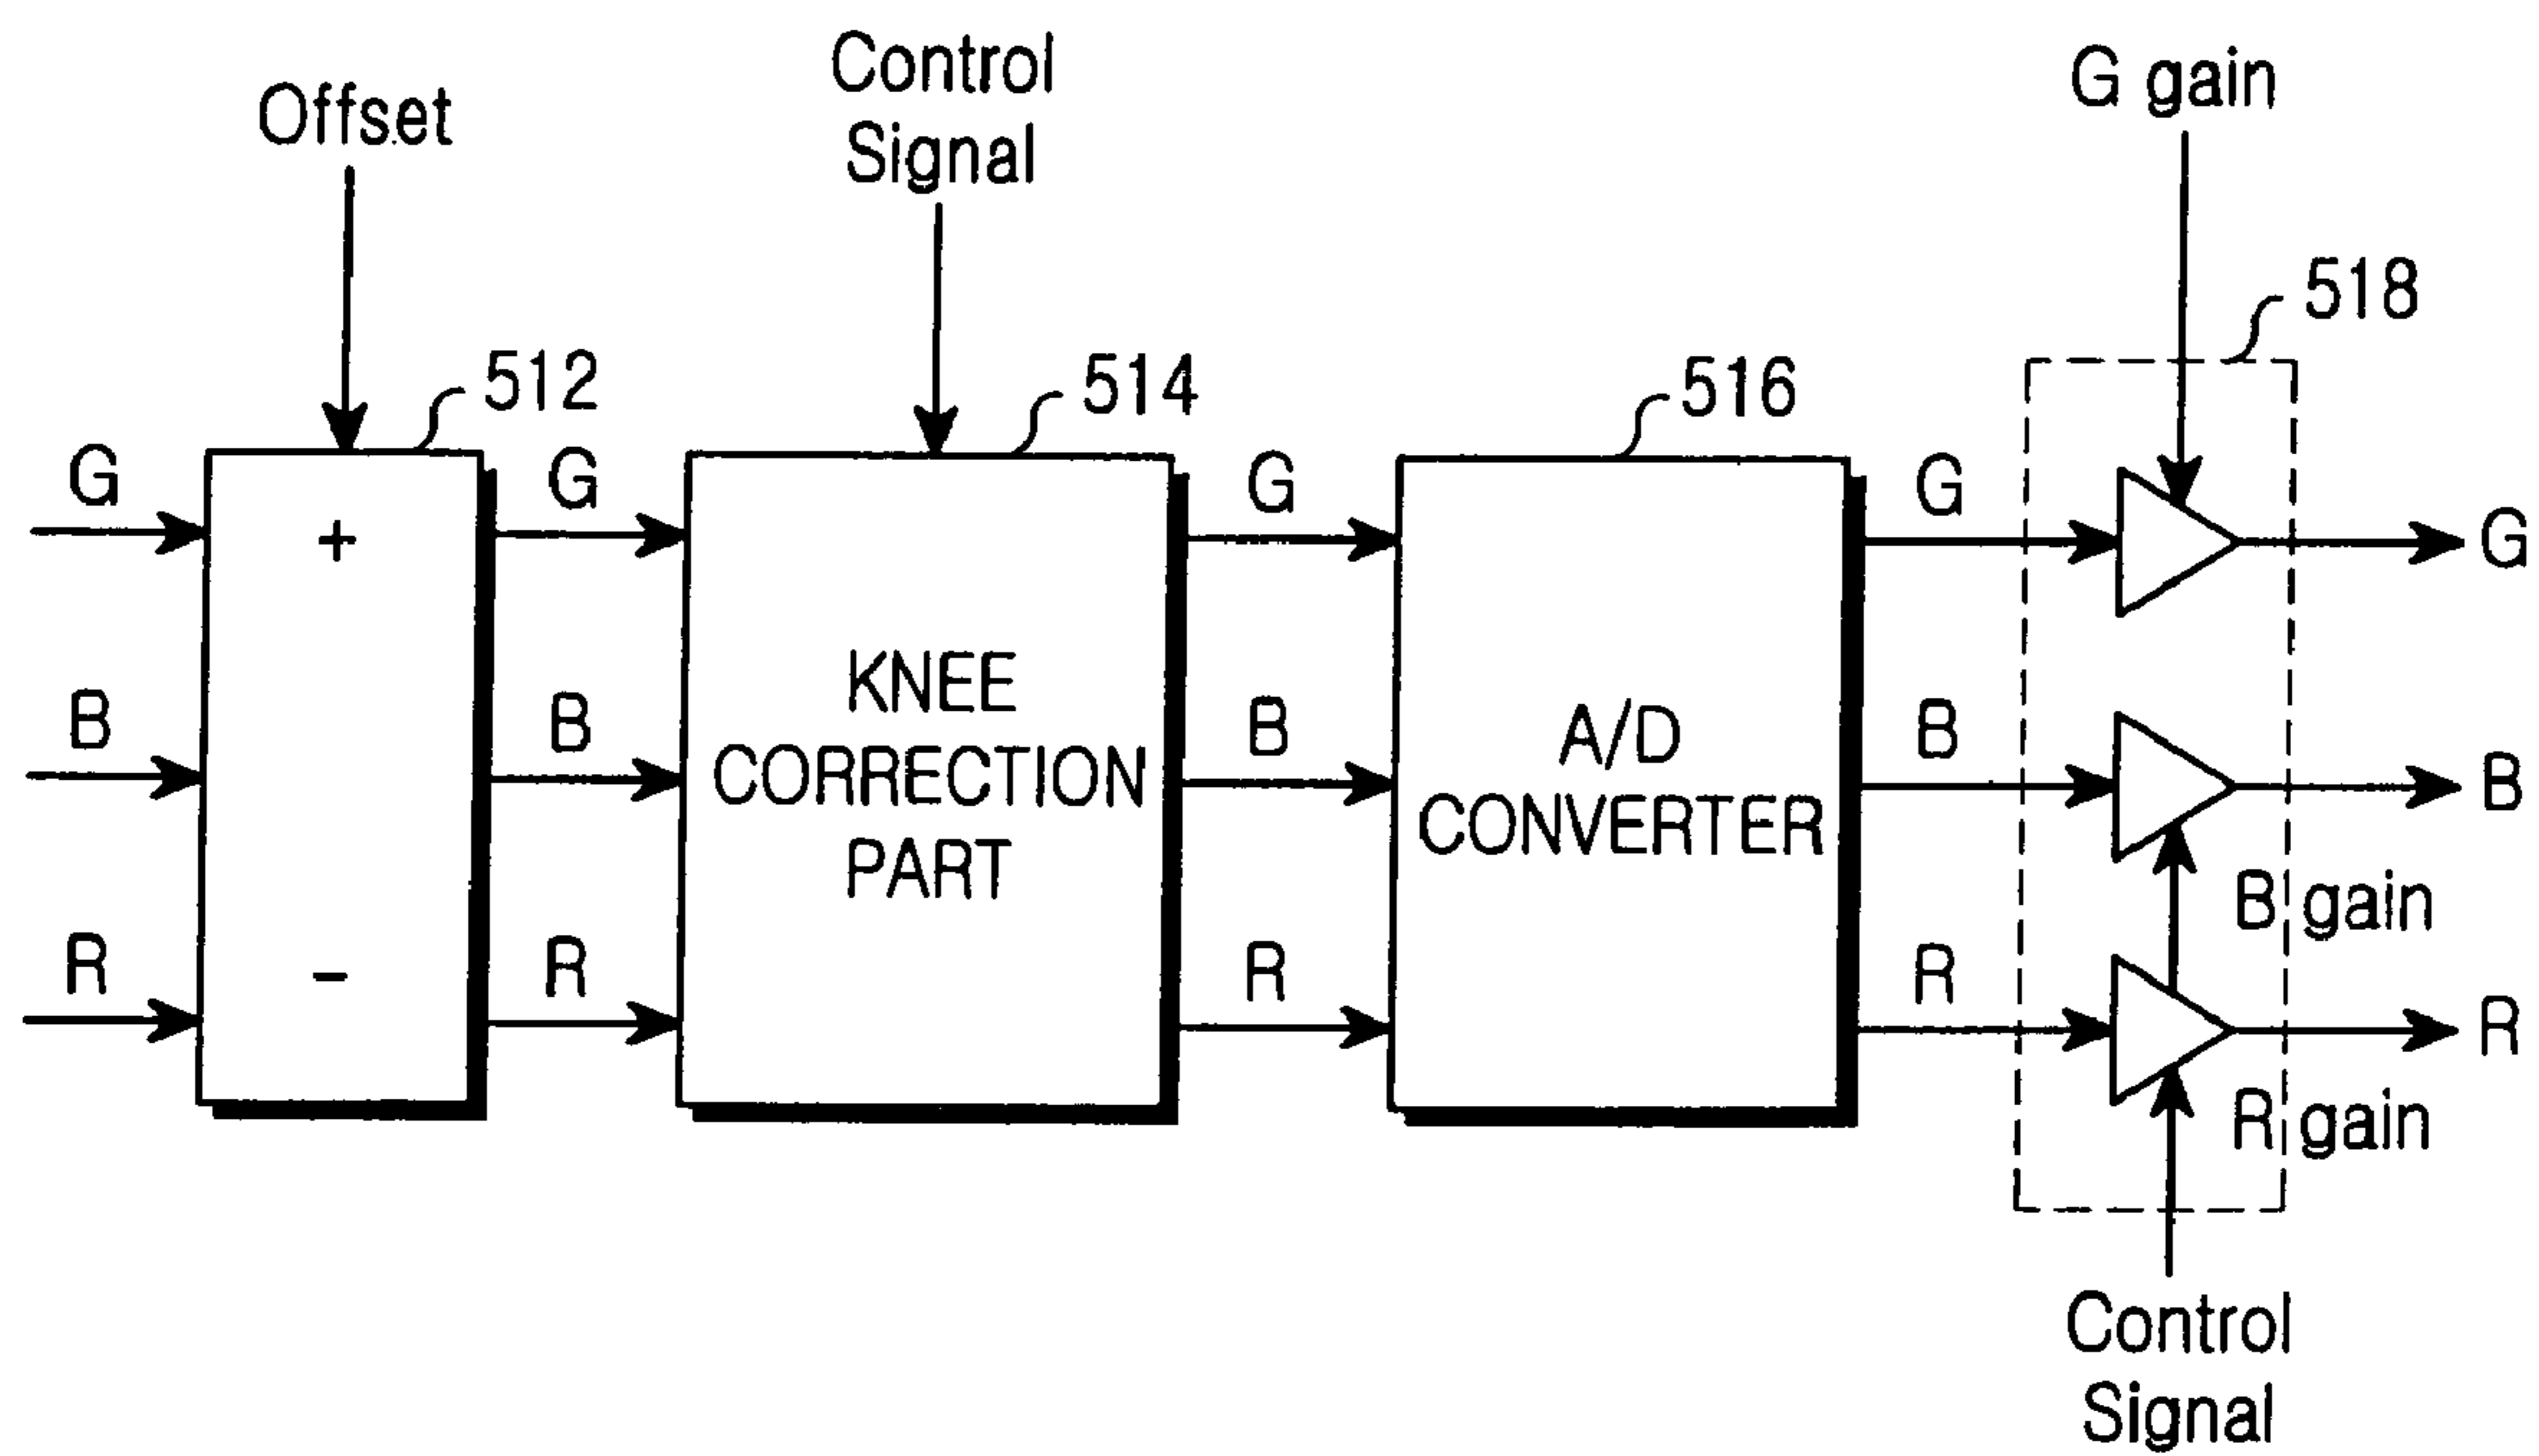 Control
Signal
G gain
Offset
518
512
514
516
G
G
G
G
G
+
KNEE
CORRECTION
PART
A/D
CONVERTER
B
B
B
B
B
B gain
R
R
R
R
R
-
R gain
Control
Signal